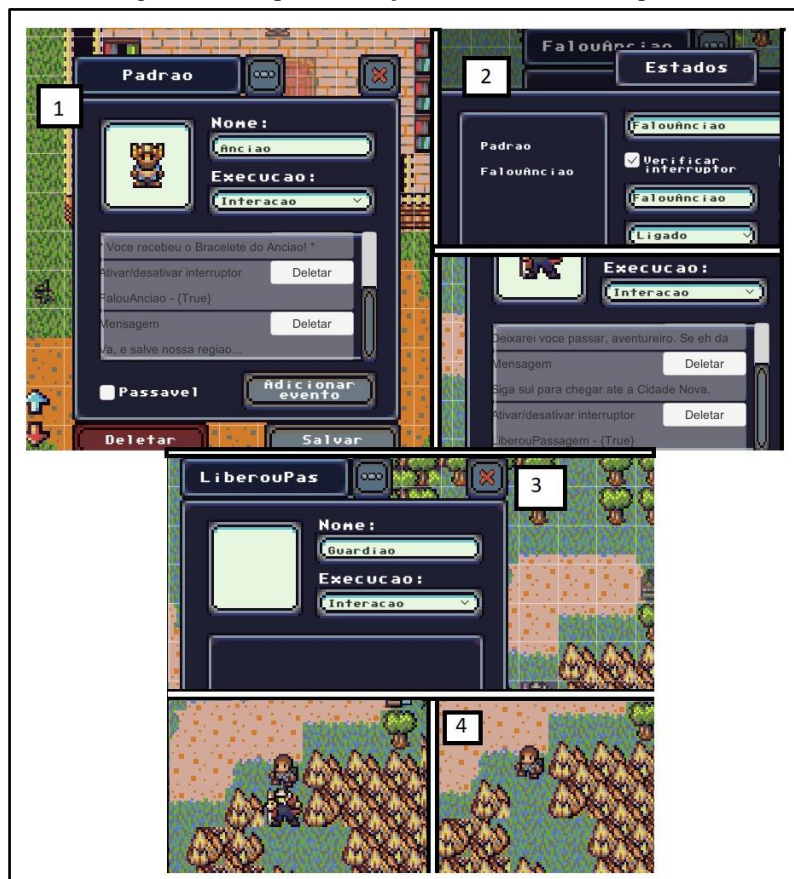 Padrao
1
Nome:
Anciao
Execucao:
Interacao
* Voce recebeu o Bracelete do Anciao! *
Ativar/desativar interruptor
Deletar
FalouAnciao - {True}
Mensagem
Deletar
Va, e salve nossa regiao...
Passavel
Adicionar evento
Deletar
Salvar
2
FalouAnciao
Estados
Padrao
FalouAnciao
FalouAnciao
Verificar
interruptor
FalouAnciao
Ligado
Execucao:
Interacao
Deixarei voce passar, aventureiro. Se eh da
Mensagem
Deletar
Siga sul para chegar ate a Cidade Nova.
Ativar/desativar interruptor
Deletar
LiberouPassagem - {True}
LiberouPas
3
Nome:
Guardiao
Execucao:
Interacao
4